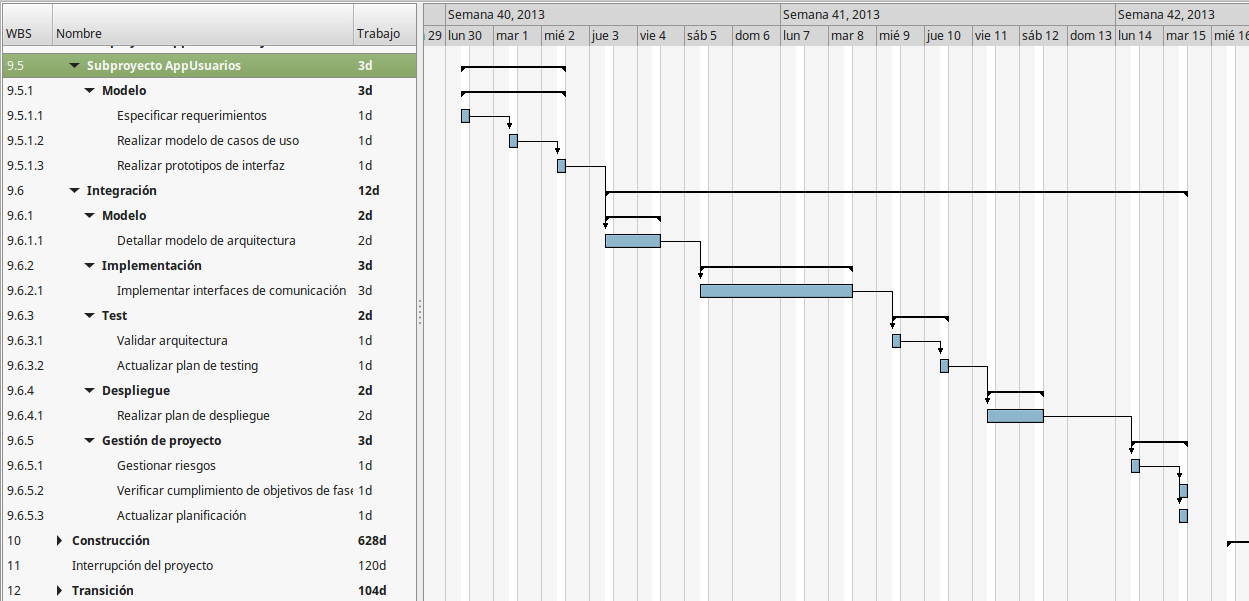 Semana 40, 2013 Semana 41, 2013 Semana 42, 2013
WBS Nombre Trabajo 29 lun 30 mar 1 mié 2 jue 3 vie 4 sáb 5 dom 6 lun 7 mar 8 mié 9 jue 10 vie 11 sáb 12 dom 13 lun 14 mar 15 mié 16
9.5 Subproyecto AppUsuarios 3d
9.5.1 Modelo 3d
9.5.1.1 Especificar requerimientos 1d
9.5.1.2 Realizar modelo de casos de uso 1d
9.5.1.3 Realizar prototipos de interfaz 1d
9.6 Integración 12d
9.6.1 Modelo 2d
9.6.1.1 Detallar modelo de arquitectura 2d
9.6.2 Implementación 3d
9.6.2.1 Implementar interfaces de comunicación 3d
9.6.3 Test 2d
9.6.3.1 Validar arquitectura 1d
9.6.3.2 Actualizar plan de testing 1d
9.6.4 Despliegue 2d
9.6.4.1 Realizar plan de despliegue 2d
9.6.5 Gestión de proyecto 3d
9.6.5.1 Gestionar riesgos 1d
9.6.5.2 Verificar cumplimiento de objetivos de fase 1d
9.6.5.3 Actualizar planificación 1d
10 Construcción 628d
11 Interrupción del proyecto 120d
12 Transición 104d